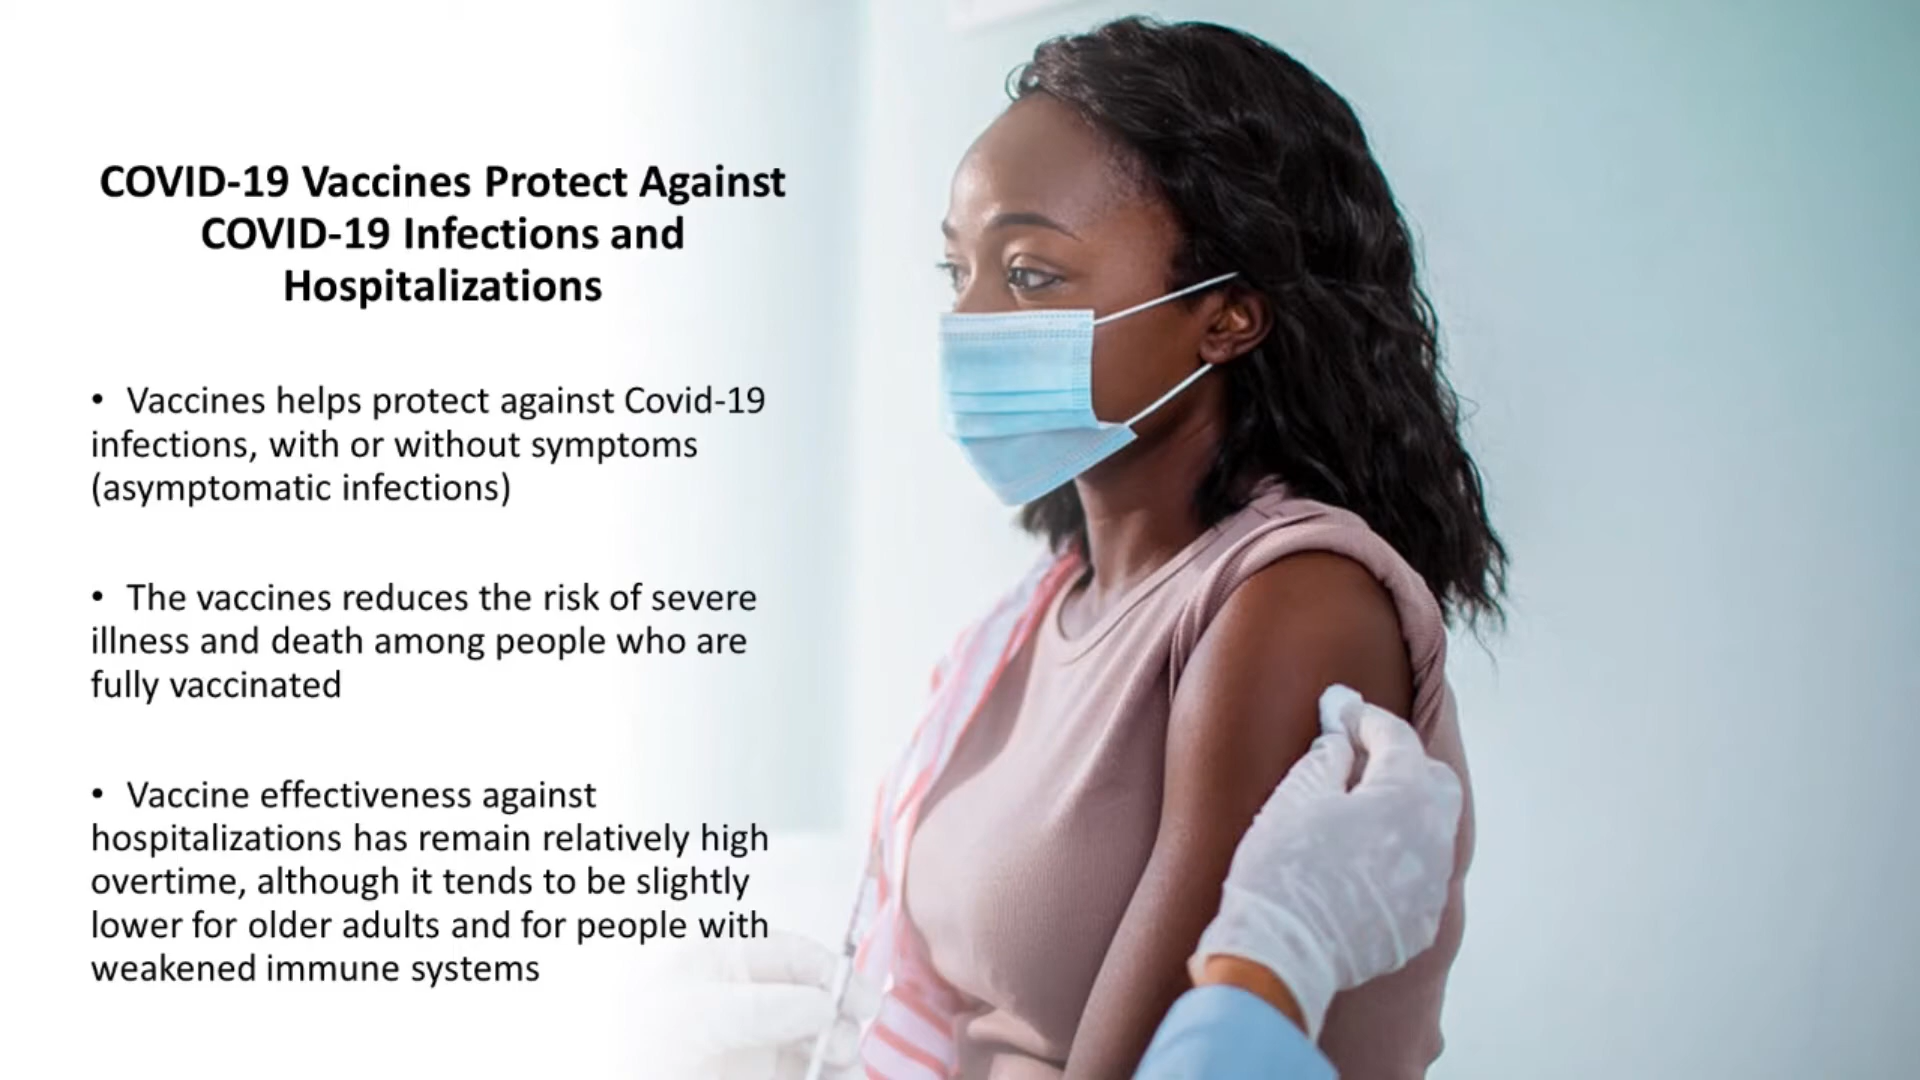 COVID-19 Vaccines Protect Against
COVID-19 Infections and
Hospitalizations
• Vaccines helps protect against Covid-19
infections, with or without symptoms
(asymptomatic infections)
• The vaccines reduces the risk of severe
illness and death among people who are
fully vaccinated
• Vaccine effectiveness against
hospitalizations has remain relatively high
overtime, although it tends to be slightly
lower for older adults and for people with
weakened immune systems